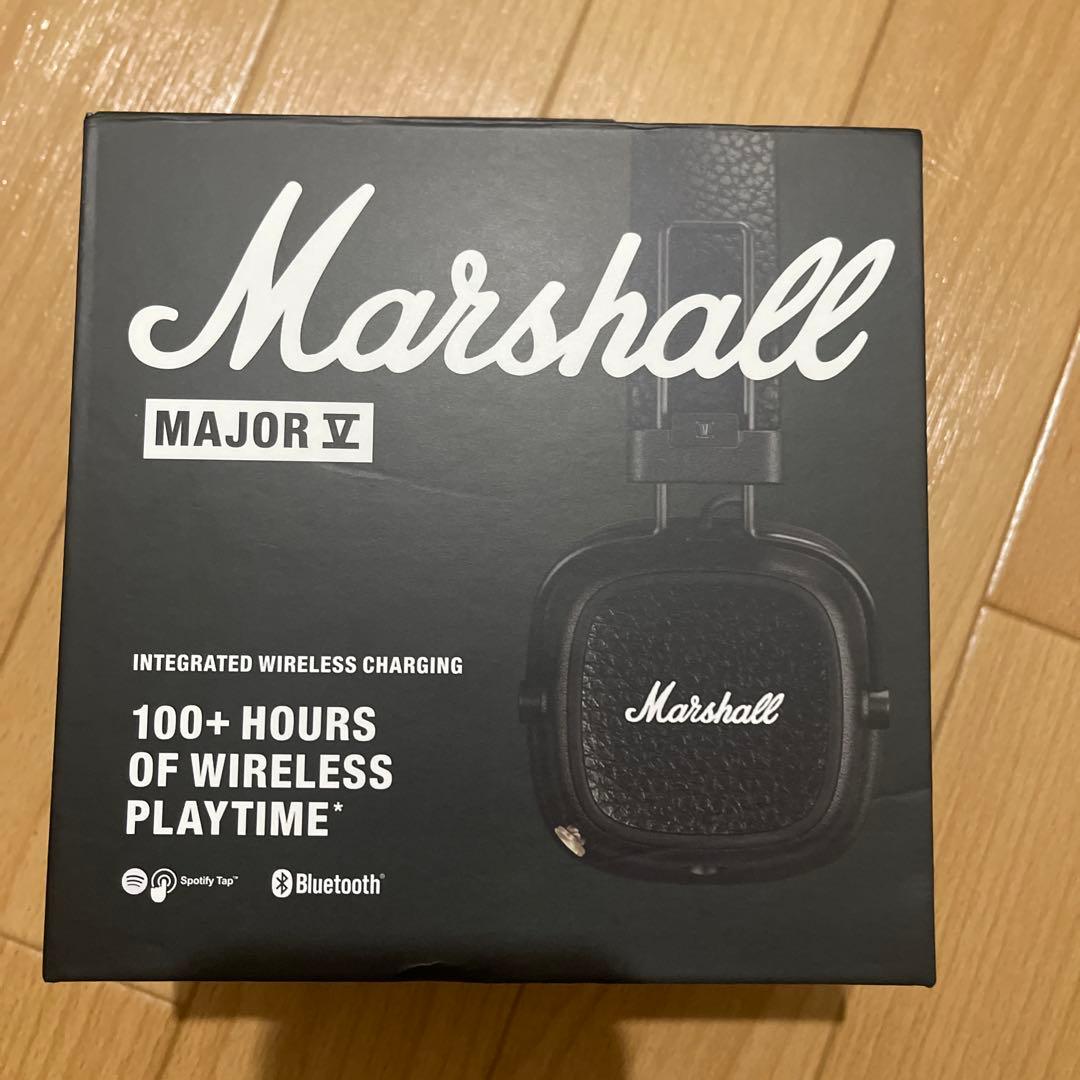 Marshall
MAJOR V
INTEGRATED WIRELESS CHARGING
100+ HOURS
OF WIRELESS
PLAYTIME*
Marshall
Spotify Tap™
Bluetooth®